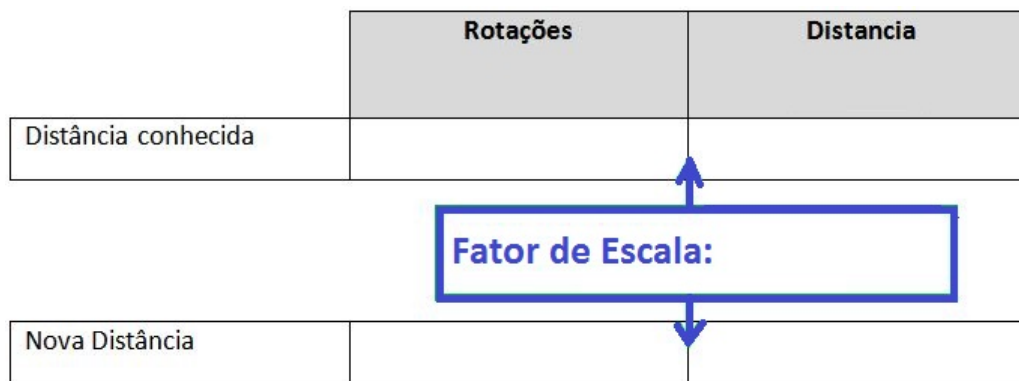 Rotações Distancia
Distância conhecida
Fator de Escala:
Nova Distância